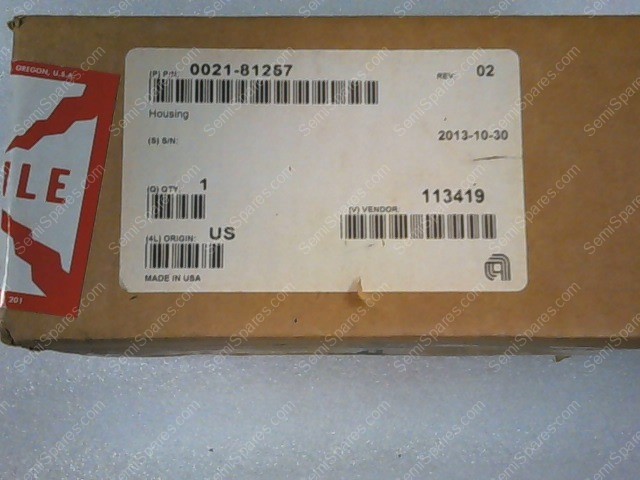 OREGON, U.S.A.
ILE
201
(P) P/N: 0021-81257
REV: 02
Housing
(S) S/N:
2013-10-30
(Q) QTY 1
(V) VENDOR: 113419
(4L) ORIGIN: US
MADE IN USA
SemiSpares.com